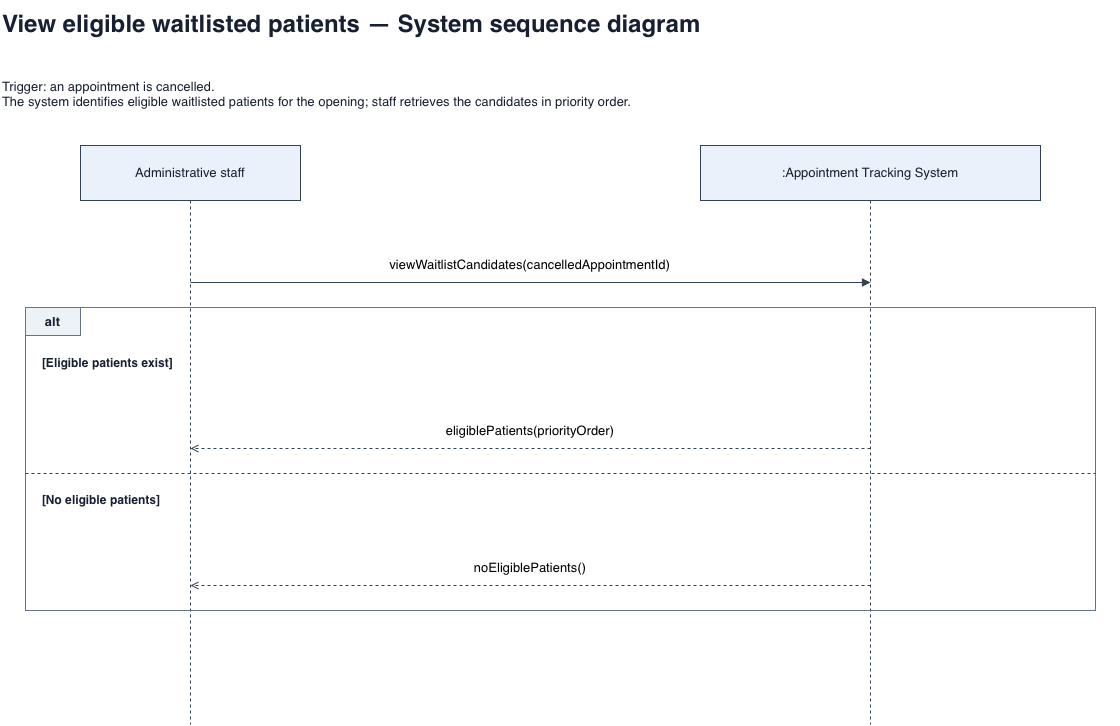 View eligible waitlisted patients — System sequence diagram
Trigger: an appointment is cancelled.
The system identifies eligible waitlisted patients for the opening; staff retrieves the candidates in priority order.
Administrative staff
:Appointment Tracking System
viewWaitlistCandidates(cancelledAppointmentId)
alt
[Eligible patients exist]
eligiblePatients(priorityOrder)
[No eligible patients]
noEligiblePatients()